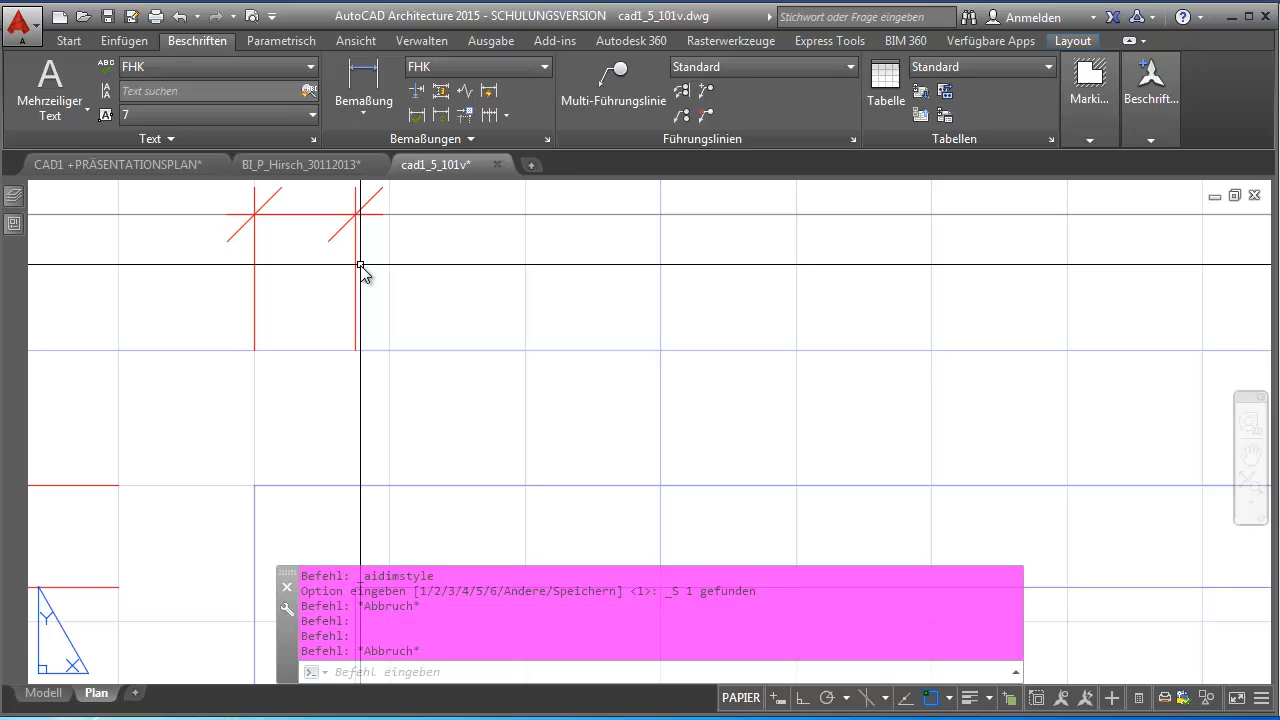 AutoCAD Architecture 2015 - SCHULUNGSVERSION cad1_5_101v.dwg
Stichwort oder Frage eingeben
Anmelden
Start Einfügen Beschriften Parametrisch Ansicht Verwalten Ausgabe Add-ins Autodesk 360 Rasterwerkzeuge Express Tools BIM 360 Verfügbare Apps Layout
A
Mehrzeiliger
Text
ABC
FHK
Text suchen
7
Text
Bemaßung
FHK
Bemaßungen
Multi-Führungslinie
Standard
Führungslinien
Tabelle
Standard
Tabellen
Marki...
Beschrift...
CAD1 +PRÄSENTATIONSPLAN*
BI_P_Hirsch_30112013*
cad1_5_101v*
Befehl: _aidimstyle
Option eingeben [1/2/3/4/5/6/Andere/Speichern] <1>: _S 1 gefunden
Befehl: *Abbruch*
Befehl:
Befehl:
Befehl: *Abbruch*
Befehl eingeben
Y
X
Modell Plan
PAPIER